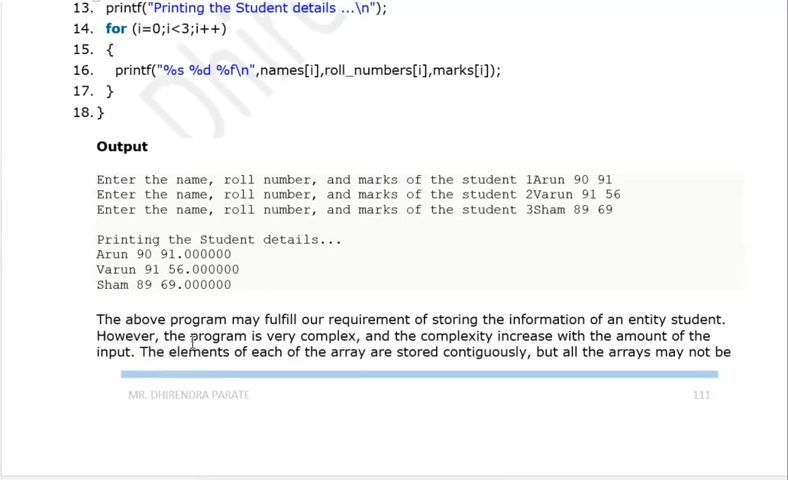 13. printf("Printing the Student details ...\n");
14. for (i=0;i<3;i++)
15. {
16. printf("%s %d %f\n",names[i],roll_numbers[i],marks[i]);
17. }
18. }
Output
Enter the name, roll number, and marks of the student 1Arun 90 91
Enter the name, roll number, and marks of the student 2Varun 91 56
Enter the name, roll number, and marks of the student 3Sham 89 69
Printing the Student details...
Arun 90 91.000000
Varun 91 56.000000
Sham 89 69.000000
The above program may fulfill our requirement of storing the information of an entity student.
However, the program is very complex, and the complexity increase with the amount of the
input. The elements of each of the array are stored contiguously, but all the arrays may not be
MR. DHIRENDRA PARATE
111